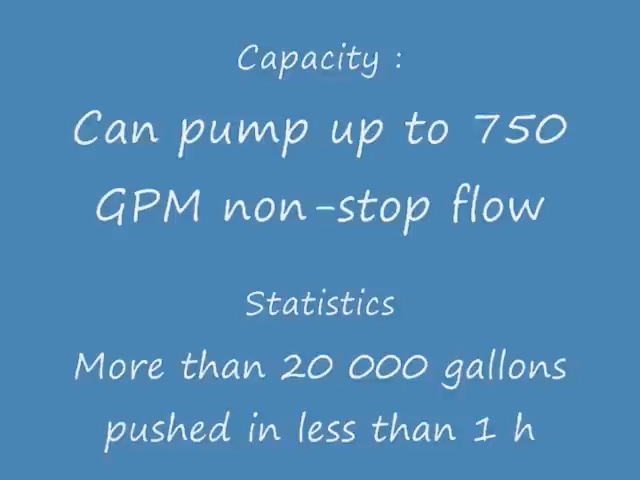 Capacity :
Can pump up to 750
GPM non-stop flow
Statistics
More than 20 000 gallons
pushed in less than 1 h